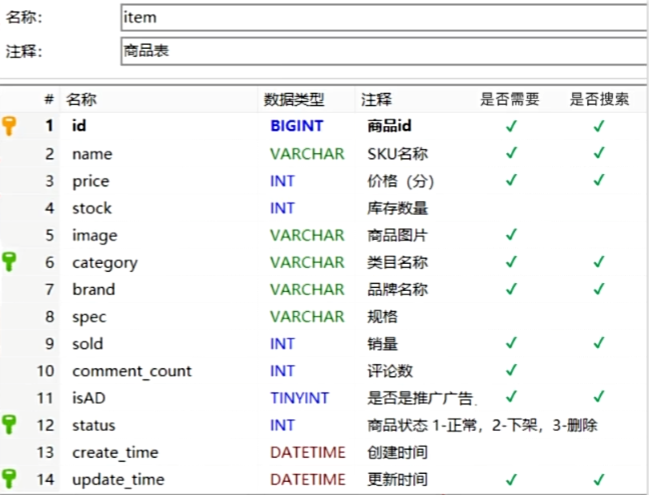 名称： item
注释： 商品表
# 名称 数据类型 注释 是否需要 是否搜索
1 id BIGINT 商品id ✓ ✓
2 name VARCHAR SKU名称 ✓ ✓
3 price INT 价格（分） ✓ ✓
4 stock INT 库存数量
5 image VARCHAR 商品图片 ✓
6 category VARCHAR 类目名称 ✓ ✓
7 brand VARCHAR 品牌名称 ✓ ✓
8 spec VARCHAR 规格
9 sold INT 销量 ✓ ✓
10 comment_count INT 评论数 ✓
11 isAD TINYINT 是否是推广广告 ✓ ✓
12 status INT 商品状态 1-正常，2-下架，3-删除
13 create_time DATETIME 创建时间
14 update_time DATETIME 更新时间 ✓ ✓